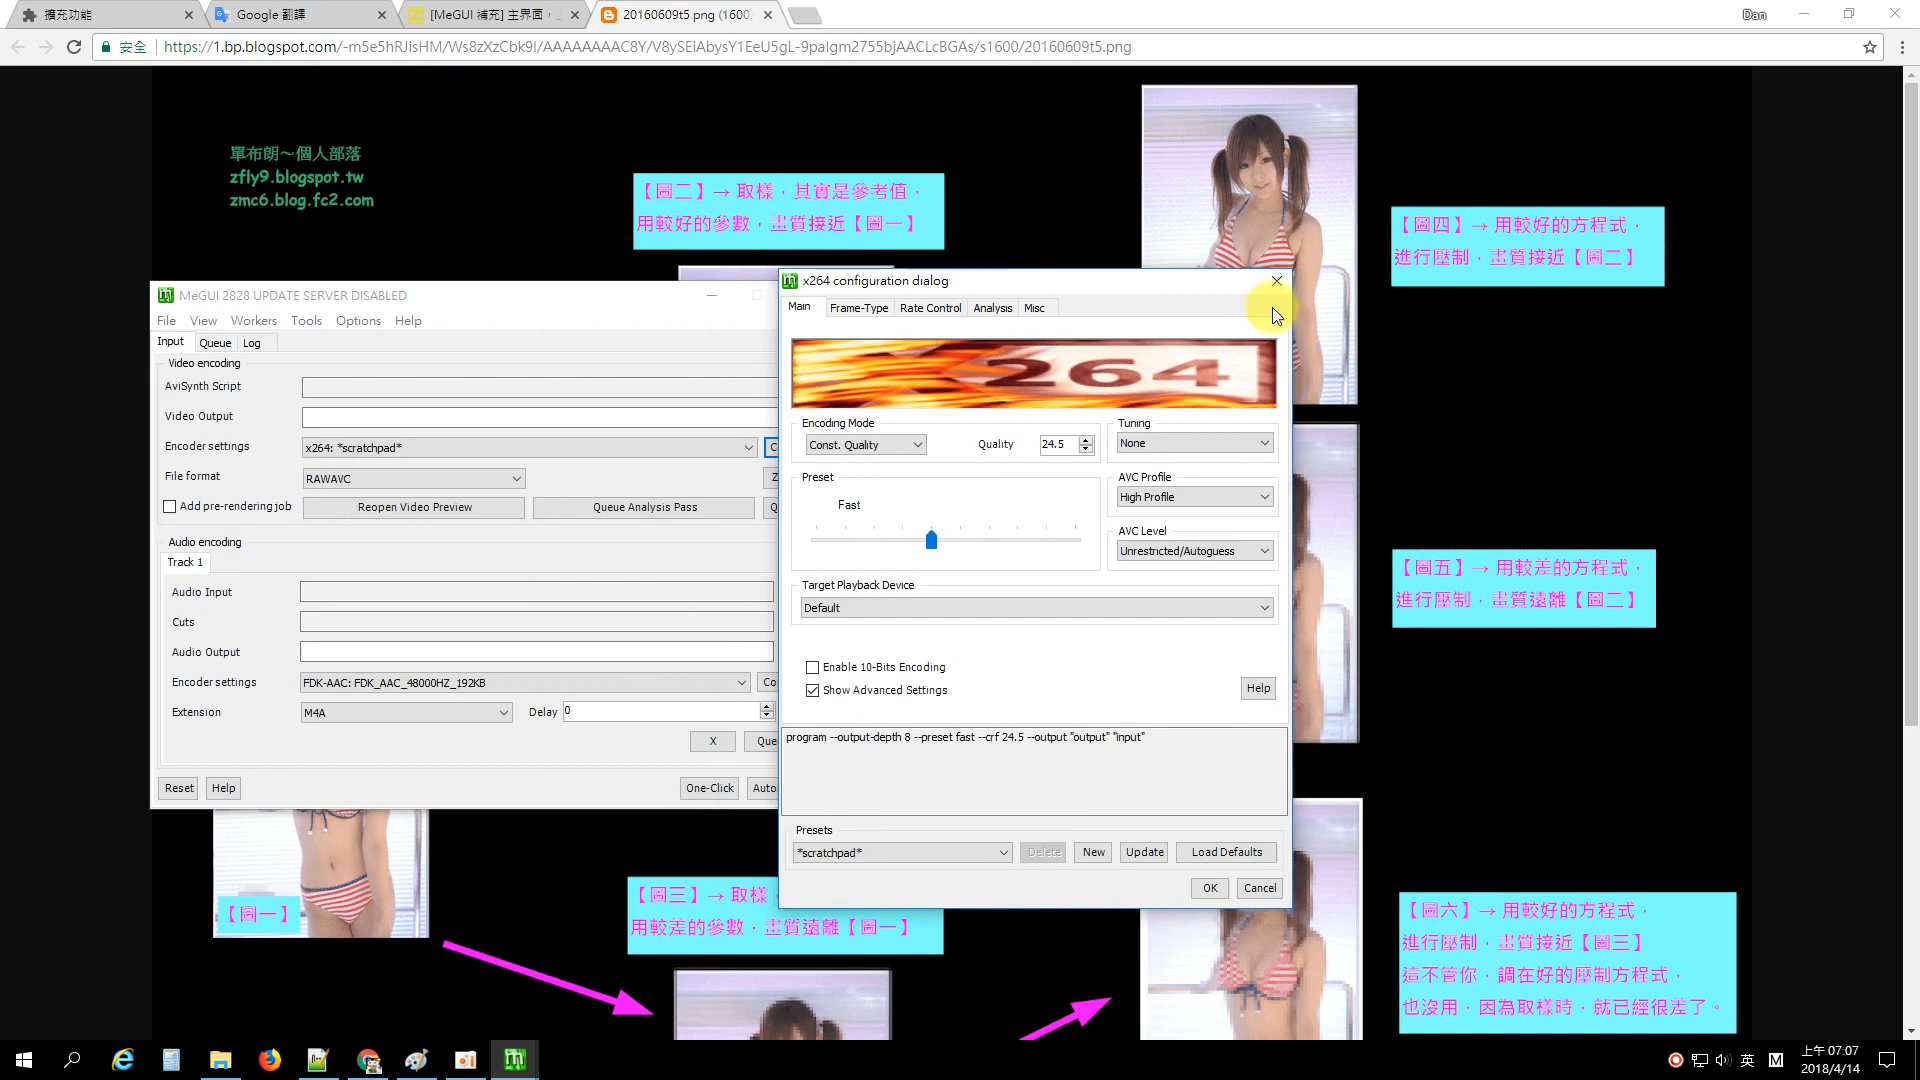 擴充功能
Google 翻譯
[MeGUI 補充] 主界面，
20160609t5.png (1600
Dan
安全
https://1.bp.blogspot.com/-m5e5hRJisHM/Ws8zXzCbk9I/AAAAAAAAC8Y/V8ySEiAbysY1EeU5gL-9paIgm2755bjAACLcBGAs/s1600/20160609t5.png
單布朗～個人部落
zfly9.blogspot.tw
zmc6.blog.fc2.com
【圖二】→ 取樣，其實是參考值，
用較好的參數，畫質接近【圖一】
【圖四】→ 用較好的方程式，
進行壓制，畫質接近【圖二】
MeGUI 2828 UPDATE SERVER DISABLED
File View Workers Tools Options Help
Input Queue Log
Video encoding
AviSynth Script
Video Output
Encoder settings
x264: *scratchpad*
File format
RAWAVC
Add pre-rendering job
Reopen Video Preview
Queue Analysis Pass
Audio encoding
Track 1
Audio Input
Cuts
Audio Output
Encoder settings
FDK-AAC: FDK_AAC_48000HZ_192KB
Co
Extension
M4A
Delay
0
X
Que
Reset
Help
One-Click
Auto
x264 configuration dialog
Main Frame-Type Rate Control Analysis Misc
264
Encoding Mode
Const. Quality
Quality
24.5
Tuning
None
Preset
Fast
AVC Profile
High Profile
AVC Level
Unrestricted/Autoguess
Target Playback Device
Default
Enable 10-Bits Encoding
Show Advanced Settings
Help
program --output-depth 8 --preset fast --crf 24.5 --output "output" "input"
Presets
*scratchpad*
Delete
New
Update
Load Defaults
OK
Cancel
【圖五】→ 用較差的方程式，
進行壓制，畫質遠離【圖二】
【圖一】
【圖三】→ 取樣，
用較差的參數，畫質遠離【圖一】
【圖六】→ 用較好的方程式，
進行壓制，畫質接近【圖三】
這不管你，調在好的壓制方程式，
也沒用，因為取樣時，就已經很差了。
英
M
上午 07:07
2018/4/14